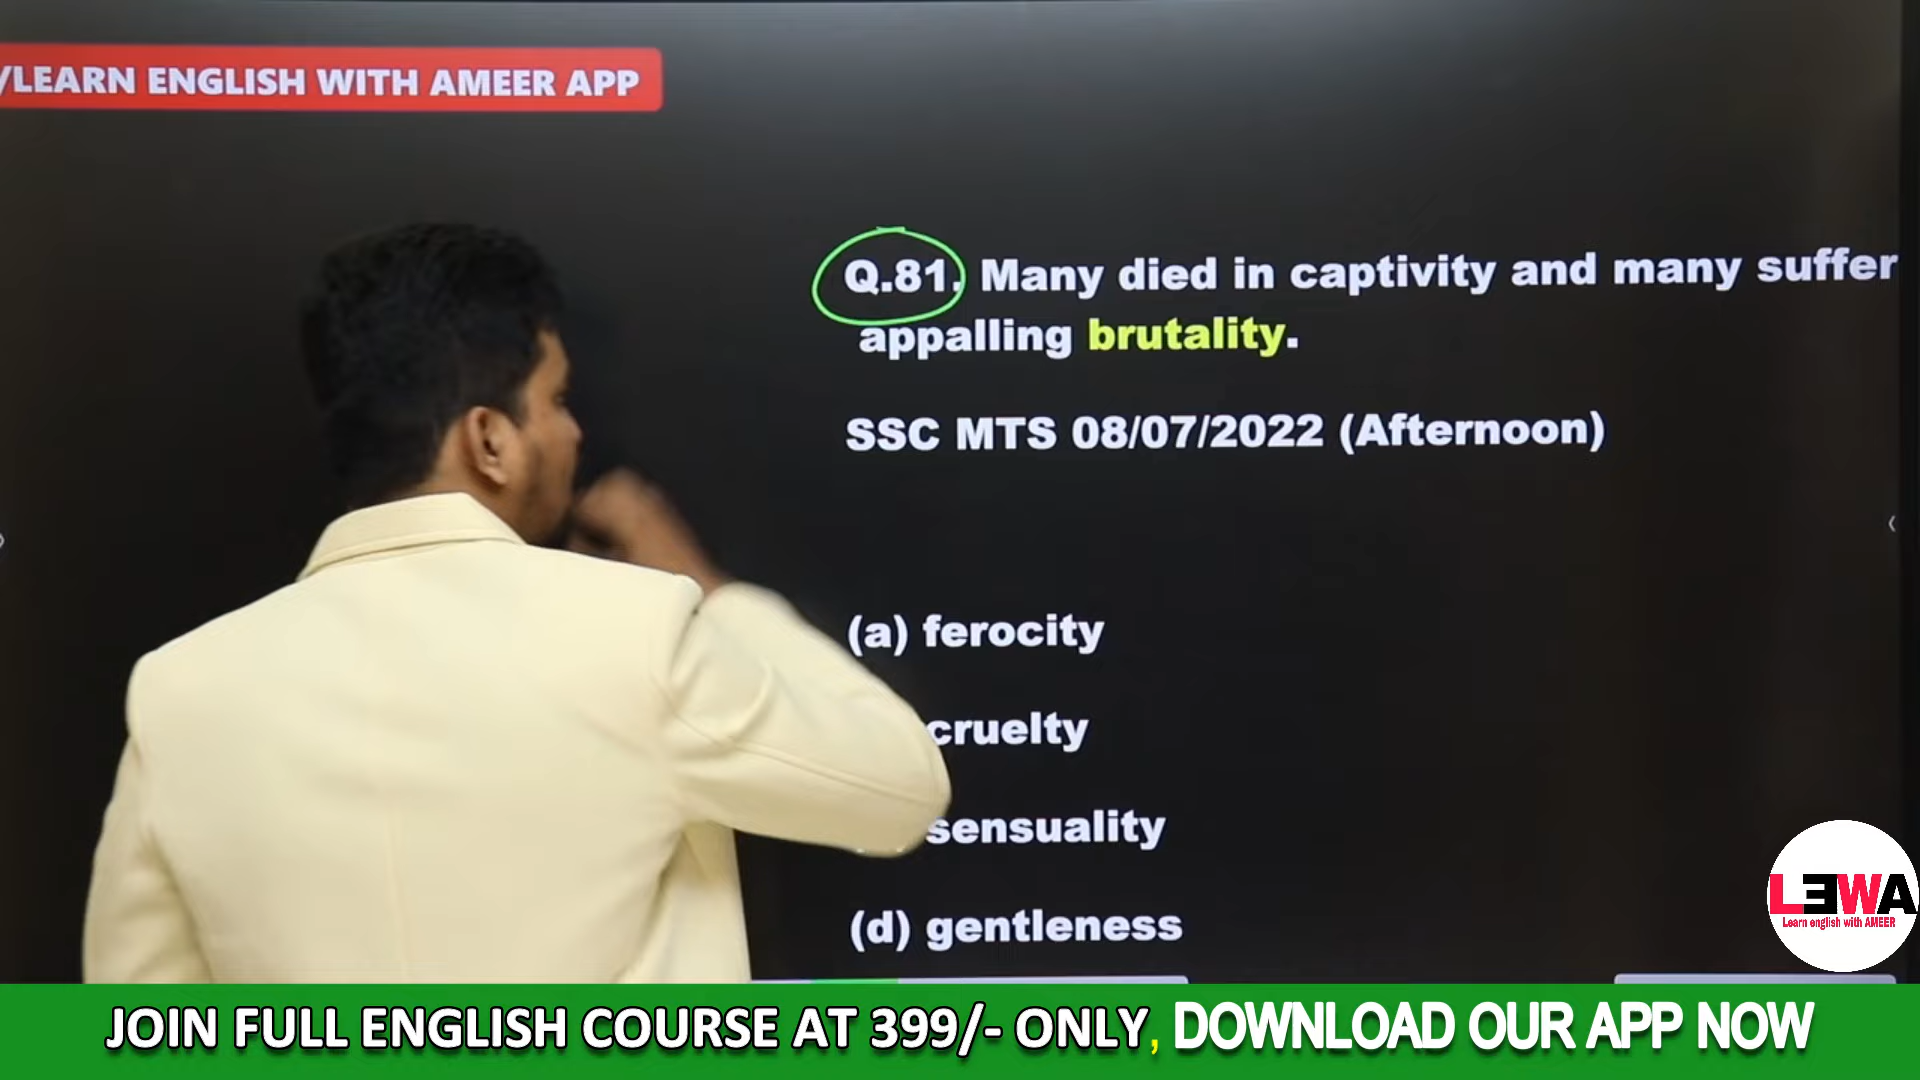 /LEARN ENGLISH WITH AMEER APP
Q.81. Many died in captivity and many suffer
appalling brutality.
SSC MTS 08/07/2022 (Afternoon)
(a) ferocity
cruelty
sensuality
(d) gentleness
LEWA
Learn english with AMEER
JOIN FULL ENGLISH COURSE AT 399/- ONLY, DOWNLOAD OUR APP NOW